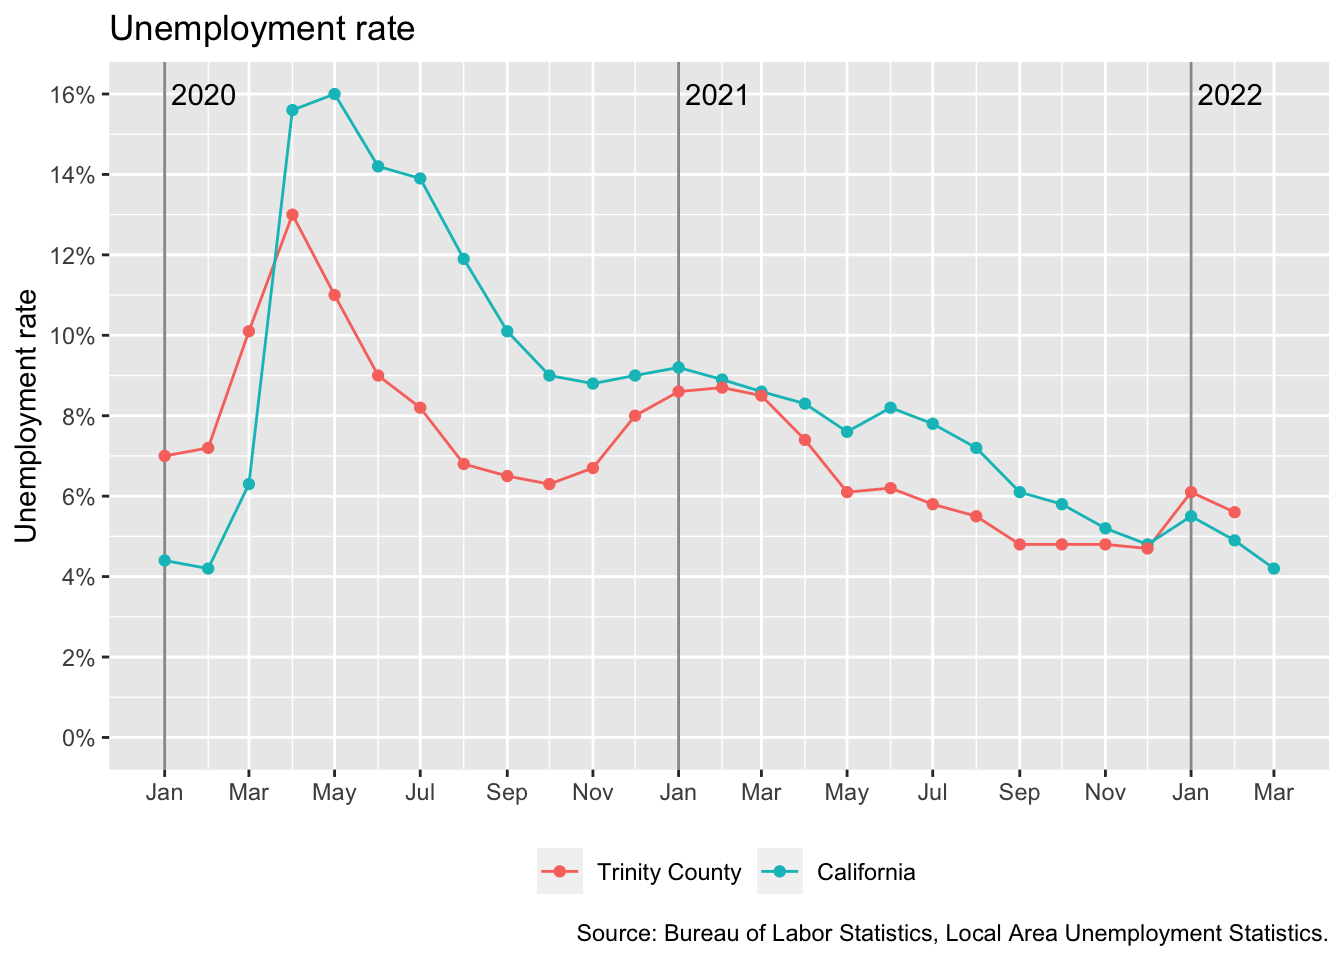 Unemployment rate
2020 2021 2022
16%
14%
12%
10%
8%
6%
4%
2%
0%
Unemployment rate
Jan Mar May Jul Sep Nov Jan Mar May Jul Sep Nov Jan Mar
Trinity County California
Source: Bureau of Labor Statistics, Local Area Unemployment Statistics.